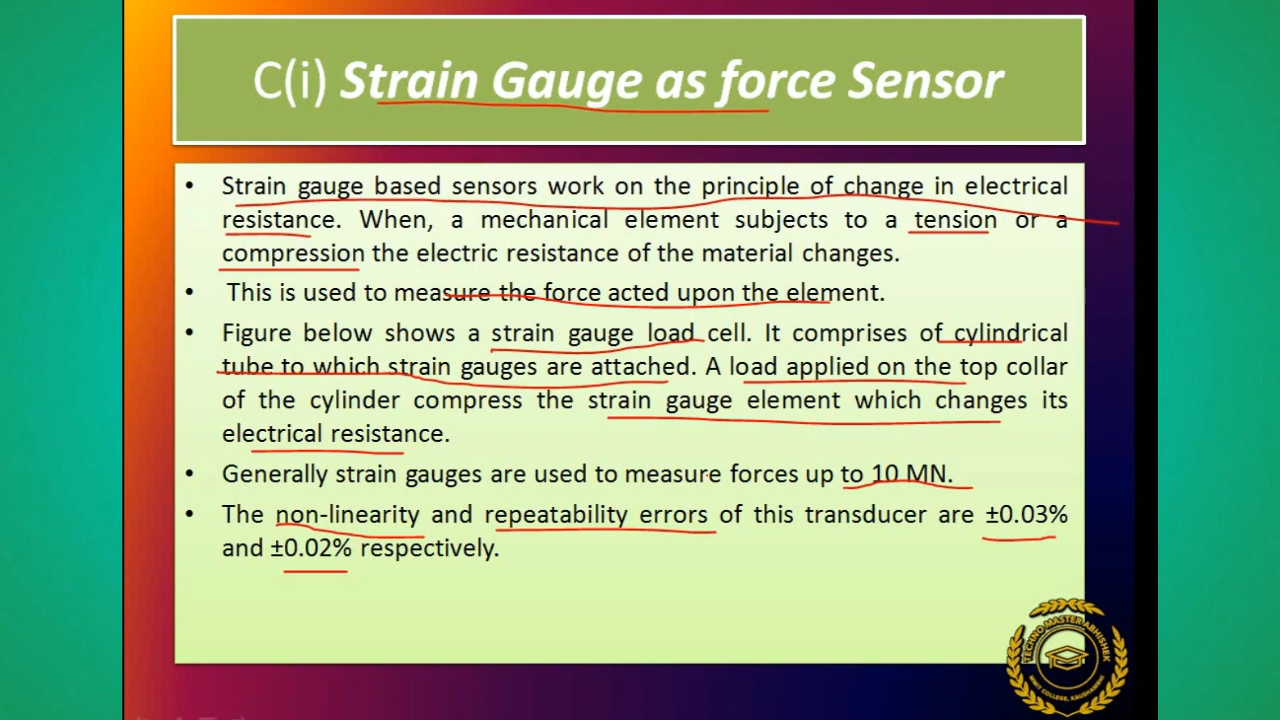 C(i) Strain Gauge as force Sensor
• Strain gauge based sensors work on the principle of change in electrical
resistance. When, a mechanical element subjects to a tension or a
compression the electric resistance of the material changes.
• This is used to measure the force acted upon the element.
• Figure below shows a strain gauge load cell. It comprises of cylindrical
tube to which strain gauges are attached. A load applied on the top collar
of the cylinder compress the strain gauge element which changes its
electrical resistance.
• Generally strain gauges are used to measure forces up to 10 MN.
• The non-linearity and repeatability errors of this transducer are ±0.03%
and ±0.02% respectively.
TECHNO MASTER ABHISHEK